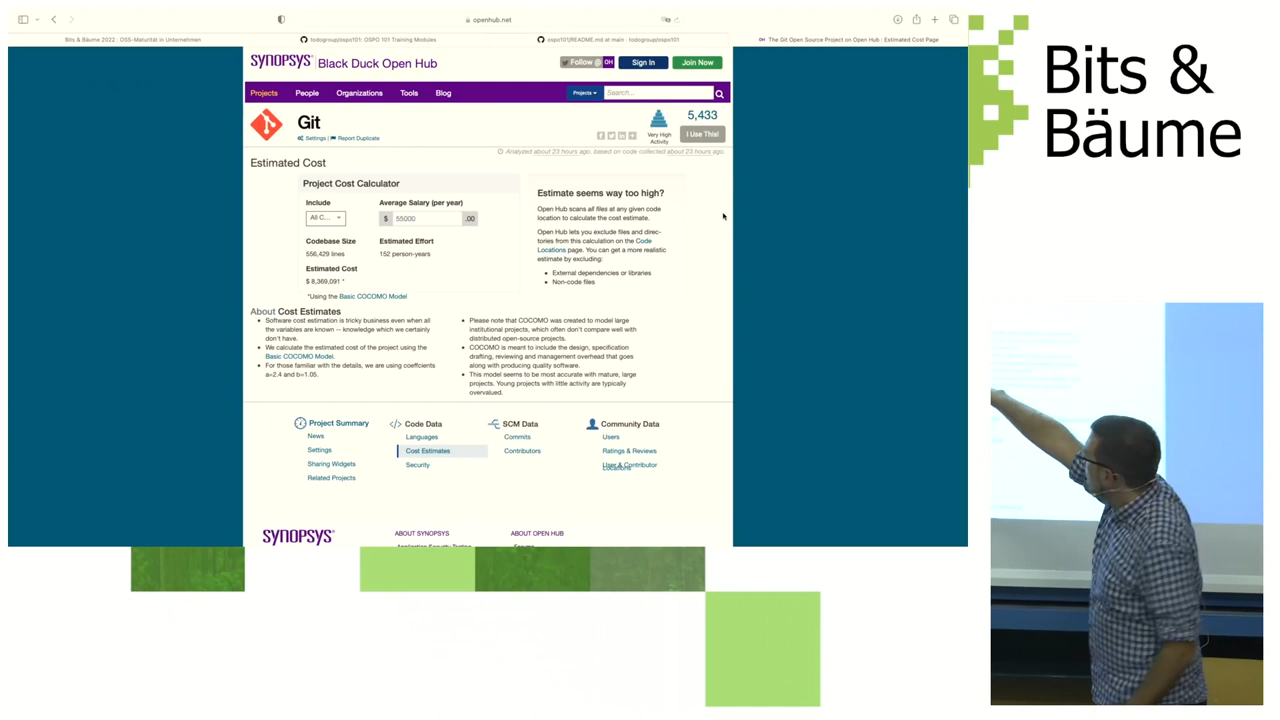 openhub.net
Bits & Bäume 2022 : OSS-Maturität in Unternehmen
todogroup/ospo101: OSPO 101 Training Modules
ospo101/README.md at main · todogroup/ospo101
OH The Git Open Source Project on Open Hub : Estimated Cost Page
Bits &
Bäume
SYNOPSYS® Black Duck Open Hub
Follow @ OH
Sign In
Join Now
Projects
People
Organizations
Tools
Blog
Projects
Search...
Git
Settings | Report Duplicate
Very High
Activity
5,433
I Use This!
Analyzed about 23 hours ago. based on code collected about 23 hours ago.
Estimated Cost
Project Cost Calculator
Include
All C...
Average Salary (per year)
$ 55000 .00
Codebase Size
556,429 lines
Estimated Effort
152 person-years
Estimated Cost
$ 8,369,091 *
*Using the Basic COCOMO Model
Estimate seems way too high?
Open Hub scans all files at any given code
location to calculate the cost estimate.
Open Hub lets you exclude files and direc-
tories from this calculation on the Code
Locations page. You can get a more realistic
estimate by excluding:
• External dependencies or libraries
• Non-code files
About Cost Estimates
• Software cost estimation is tricky business even when all
the variables are known -- knowledge which we certainly
don't have.
• We calculate the estimated cost of the project using the
Basic COCOMO Model.
• For those familiar with the details, we are using coeffcients
a=2.4 and b=1.05.
• Please note that COCOMO was created to model large
institutional projects, which often don't compare well with
distributed open-source projects.
• COCOMO is meant to include the design, specification
drafting, reviewing and management overhead that goes
along with producing quality software.
• This model seems to be most accurate with mature, large
projects. Young projects with little activity are typically
overvalued.
Project Summary
News
Settings
Sharing Widgets
Related Projects
</> Code Data
Languages
Cost Estimates
Security
SCM Data
Commits
Contributors
Community Data
Users
Ratings & Reviews
User & Contributor
Locations
SYNOPSYS®
ABOUT SYNOPSYS
Application Security Testing
ABOUT OPEN HUB
Forums